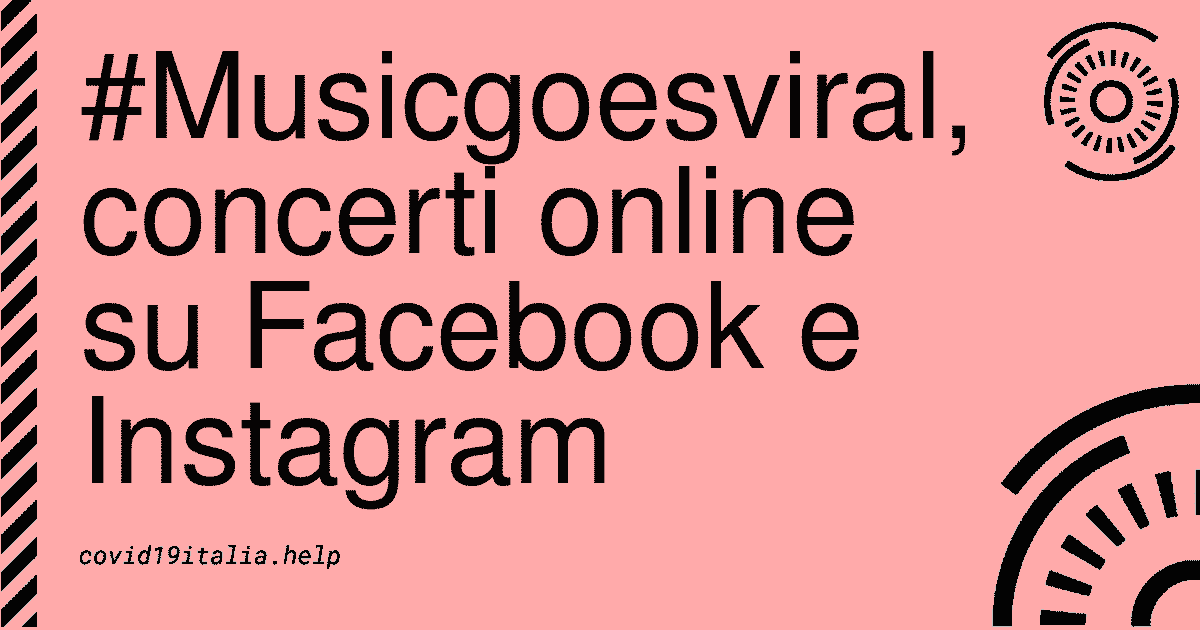 #Musicgoesviral,
concerti online
su Facebook e
Instagram
covid19italia.help